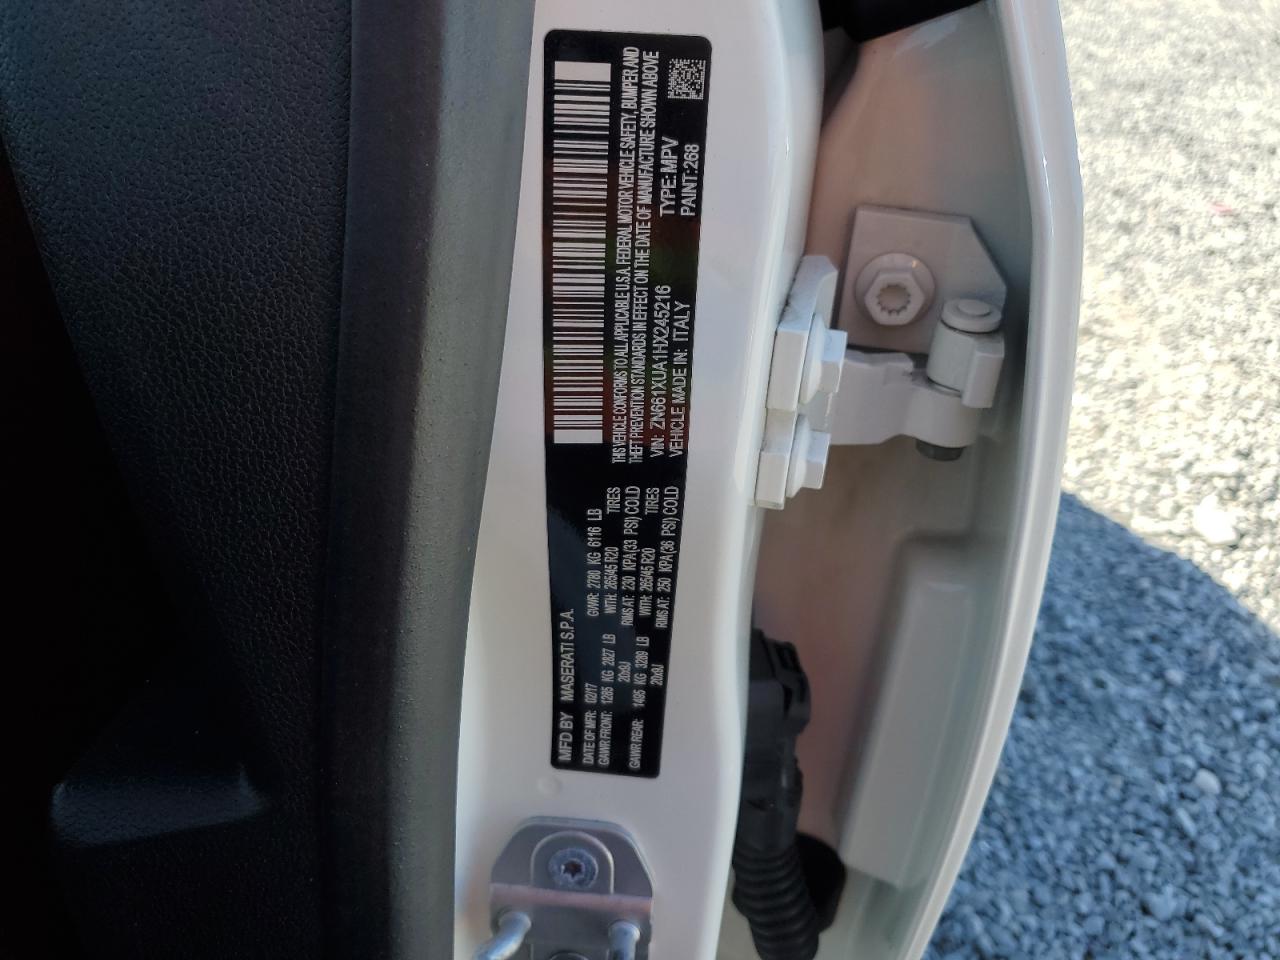 MFD BY MASERATI S.P.A.
DATE OF MFR: 02/17 GVWR: 2780 KG 6116 LB
GAWR FRONT: 1285 KG 2827 LB WITH: 265/45 R20 TIRES
20x9J RIMS AT: 230 KPA(33 PSI) COLD
GAWR REAR: 1495 KG 3289 LB WITH: 265/45 R20 TIRES
20x9J RIMS AT: 250 KPA(36 PSI) COLD
THIS VEHICLE CONFORMS TO ALL APPLICABLE U.S.A. FEDERAL MOTOR VEHICLE SAFETY, BUMPER AND
THEFT PREVENTION STANDARDS IN EFFECT ON THE DATE OF MANUFACTURE SHOWN ABOVE
VIN: ZN661XUA1HX245216 TYPE: MPV
VEHICLE MADE IN: ITALY PAINT: 268